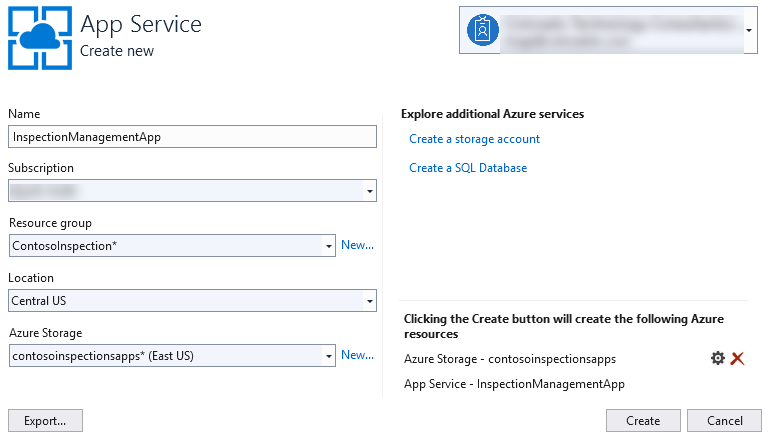 App Service
Create new
Name
InspectionManagementApp
Subscription
Resource group
ContosoInspection*
New...
Location
Central US
Azure Storage
contosoinspectionsapps* (East US)
New...
Export...
Explore additional Azure services
Create a storage account
Create a SQL Database
Clicking the Create button will create the following Azure
resources
Azure Storage - contosoinspectionsapps
App Service - InspectionManagementApp
Create
Cancel